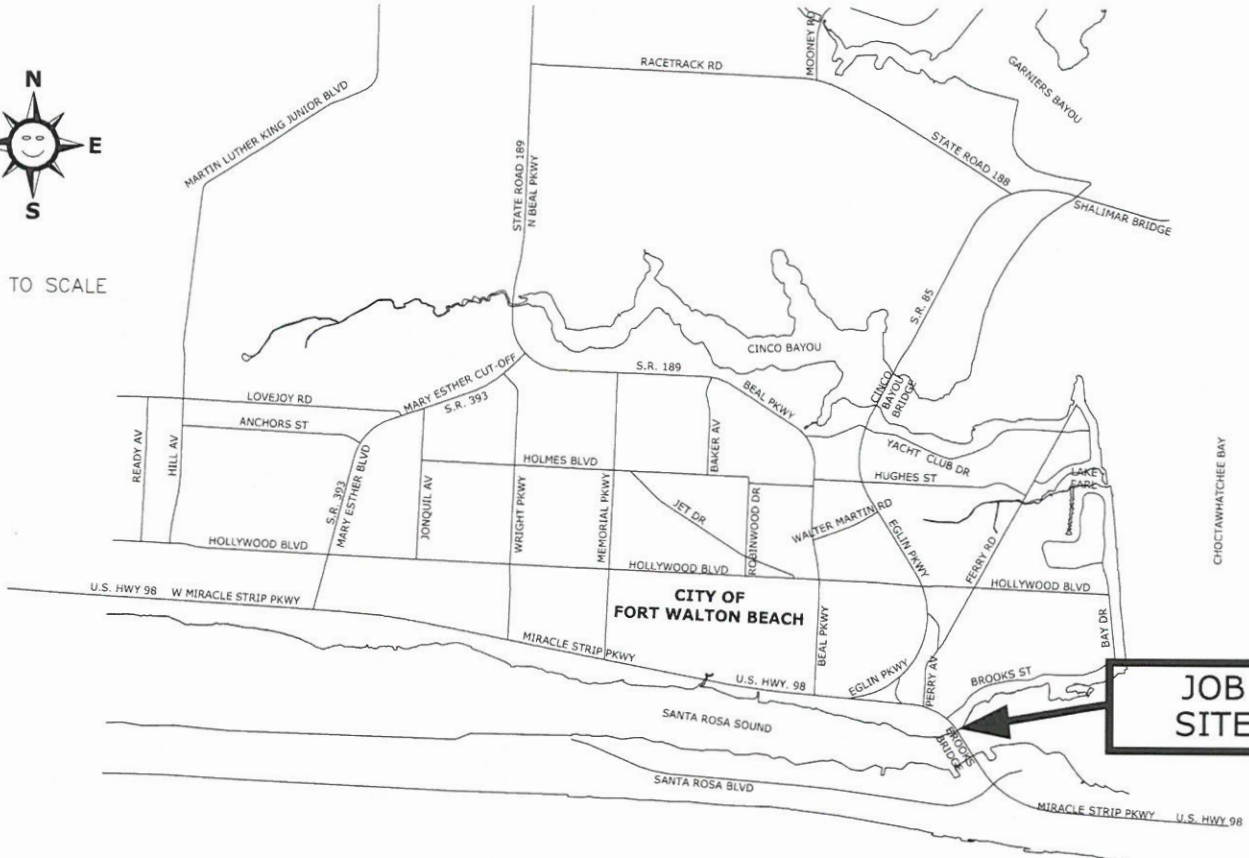 N
E
S
TO SCALE
MARTIN LUTHER KING JUNIOR BLVD
STATE ROAD 189
N BEAL PKWY
RACETRACK RD
MOONEY RD
GARNIERS BAYOU
STATE ROAD 188
SHALIMAR BRIDGE
S.R. 85
CINCO BAYOU
CINCO
BAYOU
BRIDGE
S.R. 189
BEAL PKWY
MARY ESTHER CUT-OFF
S.R. 393
LOVEJOY RD
ANCHORS ST
READY AV
HILL AV
S.R. 393
MARY ESTHER BLVD
JONQUIL AV
HOLMES BLVD
WRIGHT PKWY
MEMORIAL PKWY
BAKER AV
JET DR
ROBINWOOD DR
YACHT CLUB DR
HUGHES ST
LAKE
EARL
WALTER MARTIN RD
EGLIN PKWY
FERRY RD
CHOCTAWHATCHEE BAY
HOLLYWOOD BLVD
HOLLYWOOD BLVD
HOLLYWOOD BLVD
U.S. HWY 98 W MIRACLE STRIP PKWY
CITY OF
FORT WALTON BEACH
BEAL PKWY
BAY DR
MIRACLE STRIP PKWY
U.S. HWY. 98
EGLIN PKWY
PERRY AV
BROOKS ST
JOB
SITE
SANTA ROSA SOUND
BROOKS
BRIDGE
SANTA ROSA BLVD
MIRACLE STRIP PKWY U.S. HWY 98